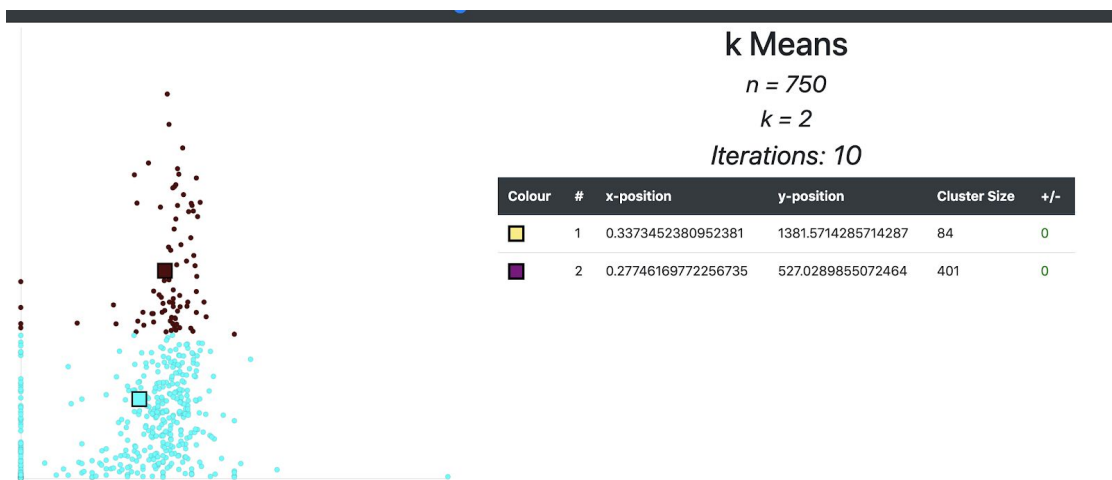 k Means
n = 750
k = 2
Iterations: 10
Colour # x-position y-position Cluster Size +/-
1 0.3373452380952381 1381.5714285714287 84 0
2 0.27746169772256735 527.0289855072464 401 0